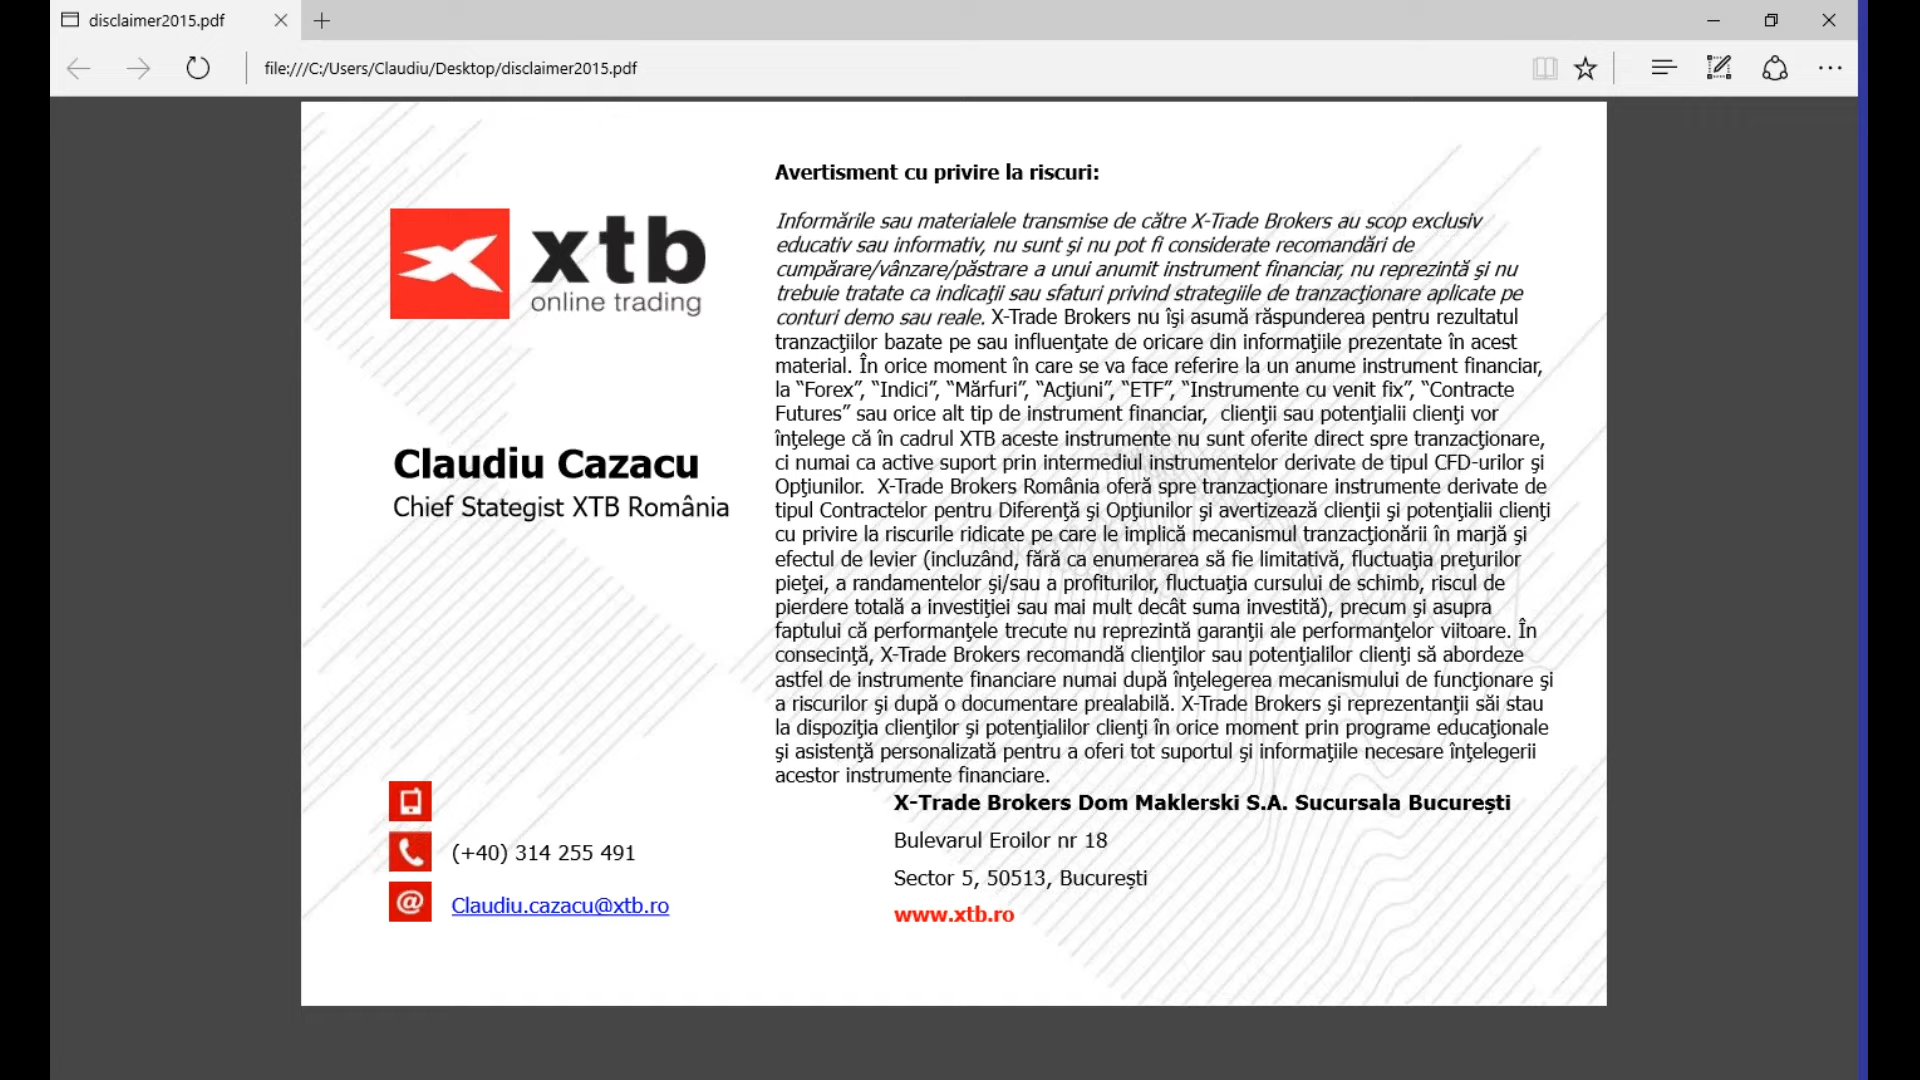 disclaimer2015.pdf
file:///C:/Users/Claudiu/Desktop/disclaimer2015.pdf
xtb
online trading
Claudiu Cazacu
Chief Stategist XTB România
(+40) 314 255 491
Claudiu.cazacu@xtb.ro
Avertisment cu privire la riscuri:
Informările sau materialele transmise de către X-Trade Brokers au scop exclusiv
educativ sau informativ, nu sunt şi nu pot fi considerate recomandări de
cumpărare/vânzare/păstrare a unui anumit instrument financiar, nu reprezintă şi nu
trebuie tratate ca indicaţii sau sfaturi privind strategiile de tranzacţionare aplicate pe
conturi demo sau reale. X-Trade Brokers nu îşi asumă răspunderea pentru rezultatul
tranzacţiilor bazate pe sau influenţate de oricare din informaţiile prezentate în acest
material. În orice moment în care se va face referire la un anume instrument financiar,
la “Forex”, “Indici”, “Mărfuri”, “Acţiuni”, “ETF”, “Instrumente cu venit fix”, “Contracte
Futures” sau orice alt tip de instrument financiar, clienţii sau potenţialii clienţi vor
înţelege că în cadrul XTB aceste instrumente nu sunt oferite direct spre tranzacţionare,
ci numai ca active suport prin intermediul instrumentelor derivate de tipul CFD-urilor şi
Opţiunilor. X-Trade Brokers România oferă spre tranzacţionare instrumente derivate de
tipul Contractelor pentru Diferenţă şi Opţiunilor şi avertizează clienţii şi potenţialii clienţi
cu privire la riscurile ridicate pe care le implică mecanismul tranzacţionării în marjă şi
efectul de levier (incluzând, fără ca enumerarea să fie limitativă, fluctuaţia preţurilor
pieţei, a randamentelor şi/sau a profiturilor, fluctuaţia cursului de schimb, riscul de
pierdere totală a investiţiei sau mai mult decât suma investită), precum şi asupra
faptului că performanţele trecute nu reprezintă garanţii ale performanţelor viitoare. În
consecinţă, X-Trade Brokers recomandă clienţilor sau potenţialilor clienţi să abordeze
astfel de instrumente financiare numai după înţelegerea mecanismului de funcţionare şi
a riscurilor şi după o documentare prealabilă. X-Trade Brokers şi reprezentanţii săi stau
la dispoziţia clienţilor şi potenţialilor clienţi în orice moment prin programe educaţionale
şi asistenţă personalizată pentru a oferi tot suportul şi informaţiile necesare înţelegerii
acestor instrumente financiare.
X-Trade Brokers Dom Maklerski S.A. Sucursala București
Bulevarul Eroilor nr 18
Sector 5, 50513, București
www.xtb.ro